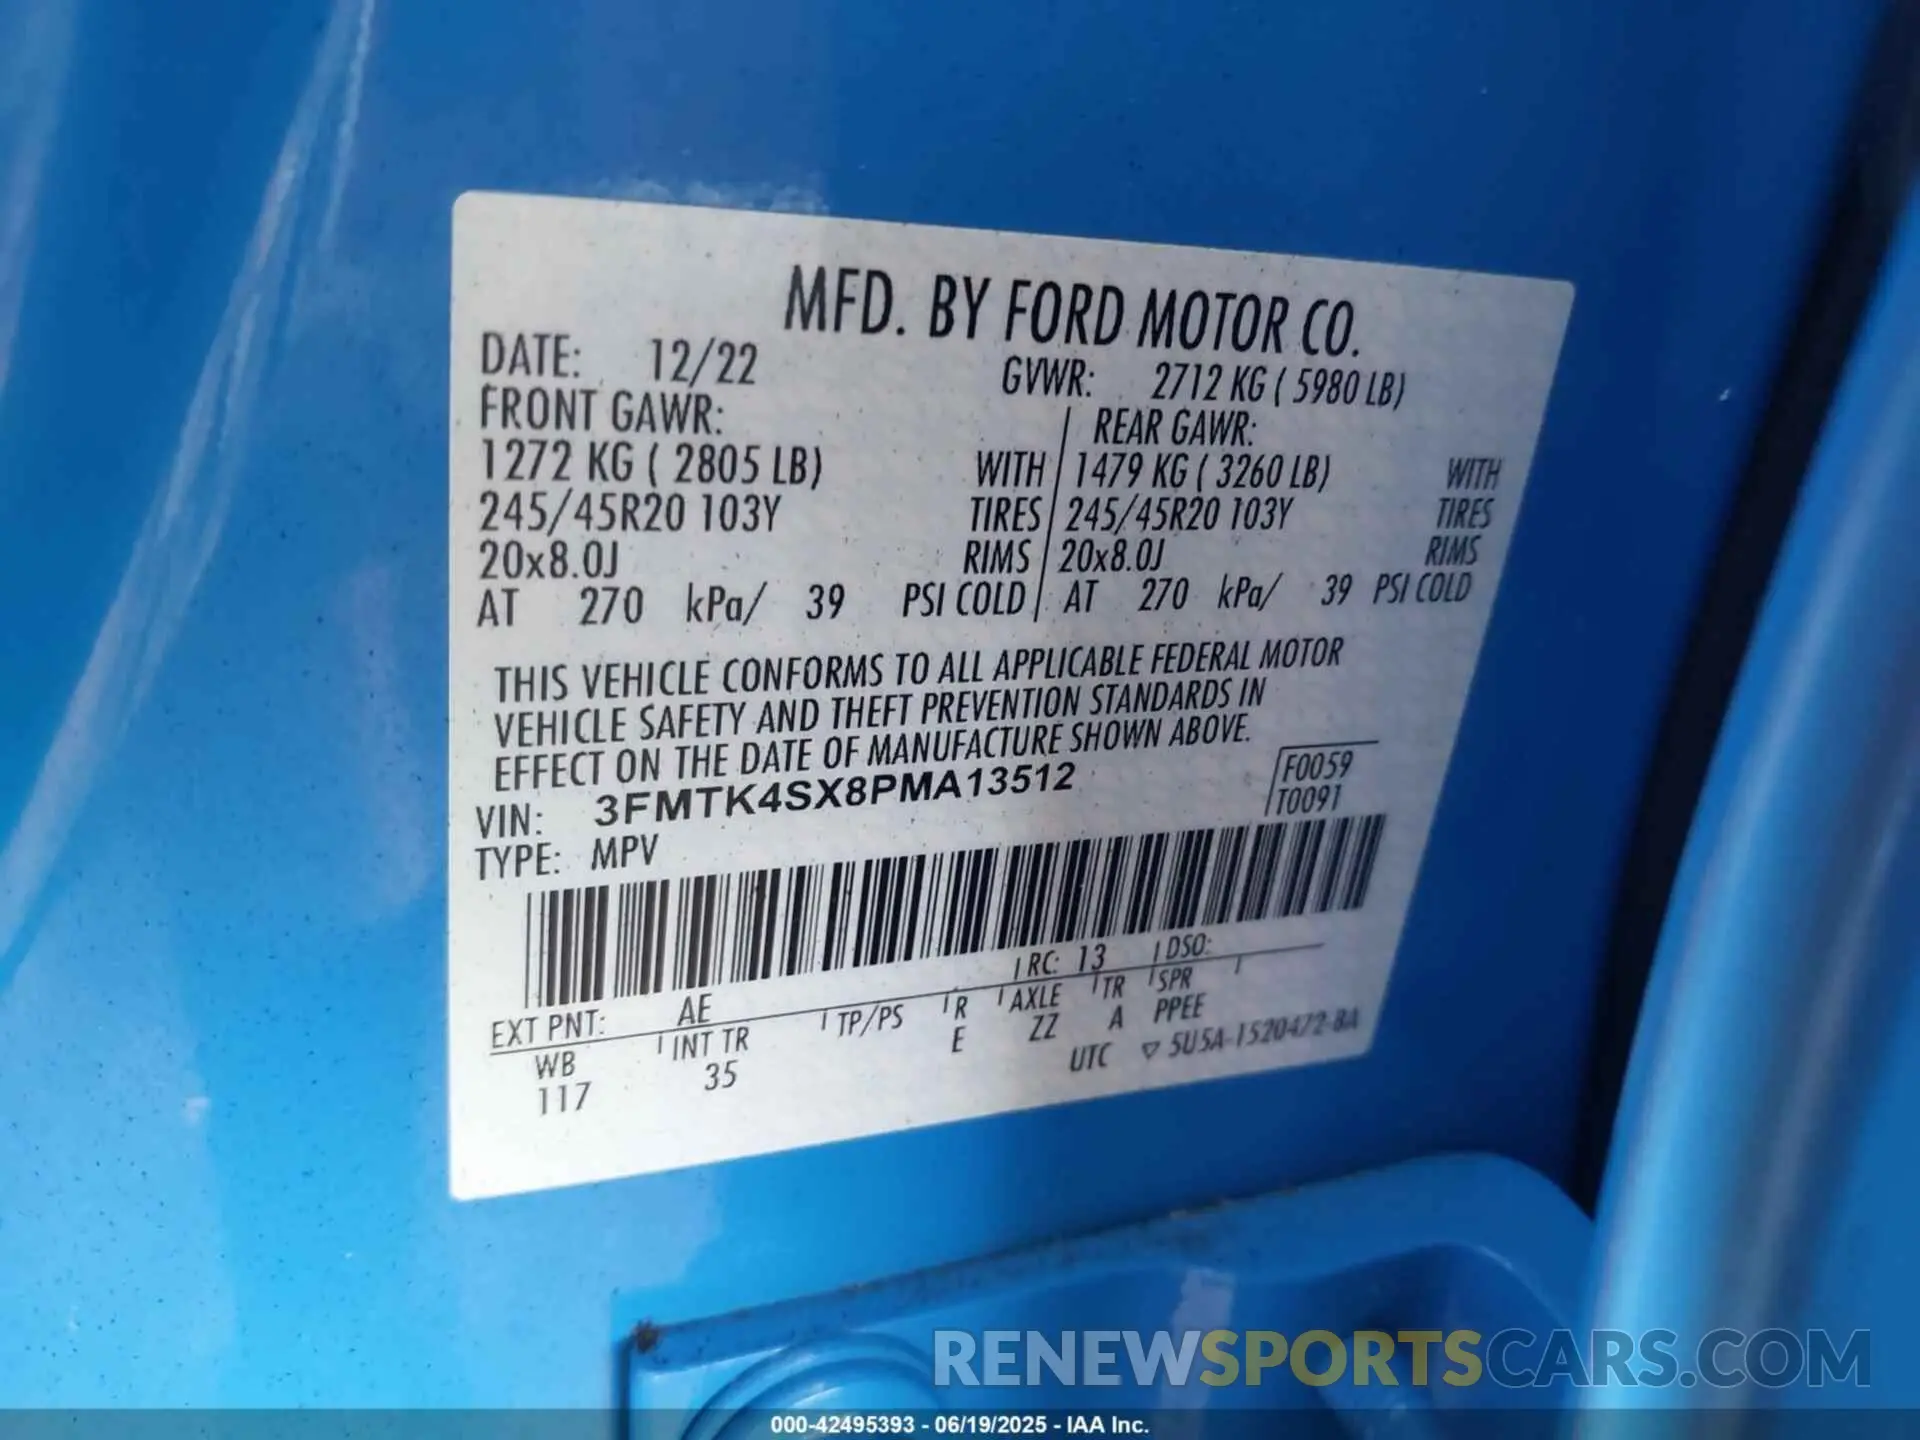 MFD. BY FORD MOTOR CO.
DATE: 12/22 GVWR: 2712 KG ( 5980 LB)
FRONT GAWR: REAR GAWR:
1272 KG ( 2805 LB) WITH 1479 KG ( 3260 LB) WITH
245/45R20 103Y TIRES 245/45R20 103Y TIRES
20x8.0J RIMS 20x8.0J RIMS
AT 270 kPa/ 39 PSI COLD AT 270 kPa/ 39 PSI COLD
THIS VEHICLE CONFORMS TO ALL APPLICABLE FEDERAL MOTOR
VEHICLE SAFETY AND THEFT PREVENTION STANDARDS IN
EFFECT ON THE DATE OF MANUFACTURE SHOWN ABOVE.
VIN: 3FMTK4SX8PMA13512 F0059
TYPE: MPV T0091
EXT PNT: AE RC: 13 DSO:
WB INT TR TP/PS R AXLE TR SPR
117 35 E ZZ A PPEE
UTC ▽ 5U5A-1520472-BA
RENEWSPORTSCARS.COM
000-42495393 - 06/19/2025 - IAA Inc.